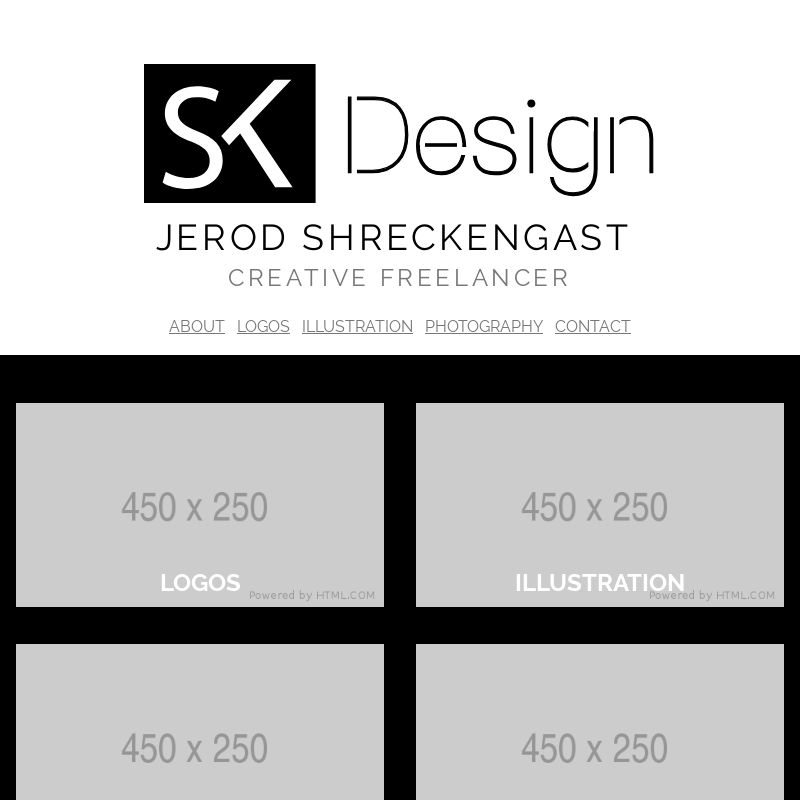 SK Design
JEROD SHRECKENGAST
CREATIVE FREELANCER
ABOUT LOGOS ILLUSTRATION PHOTOGRAPHY CONTACT
450 x 250
LOGOS
Powered by HTML.COM
450 x 250
ILLUSTRATION
Powered by HTML.COM
450 x 250
450 x 250